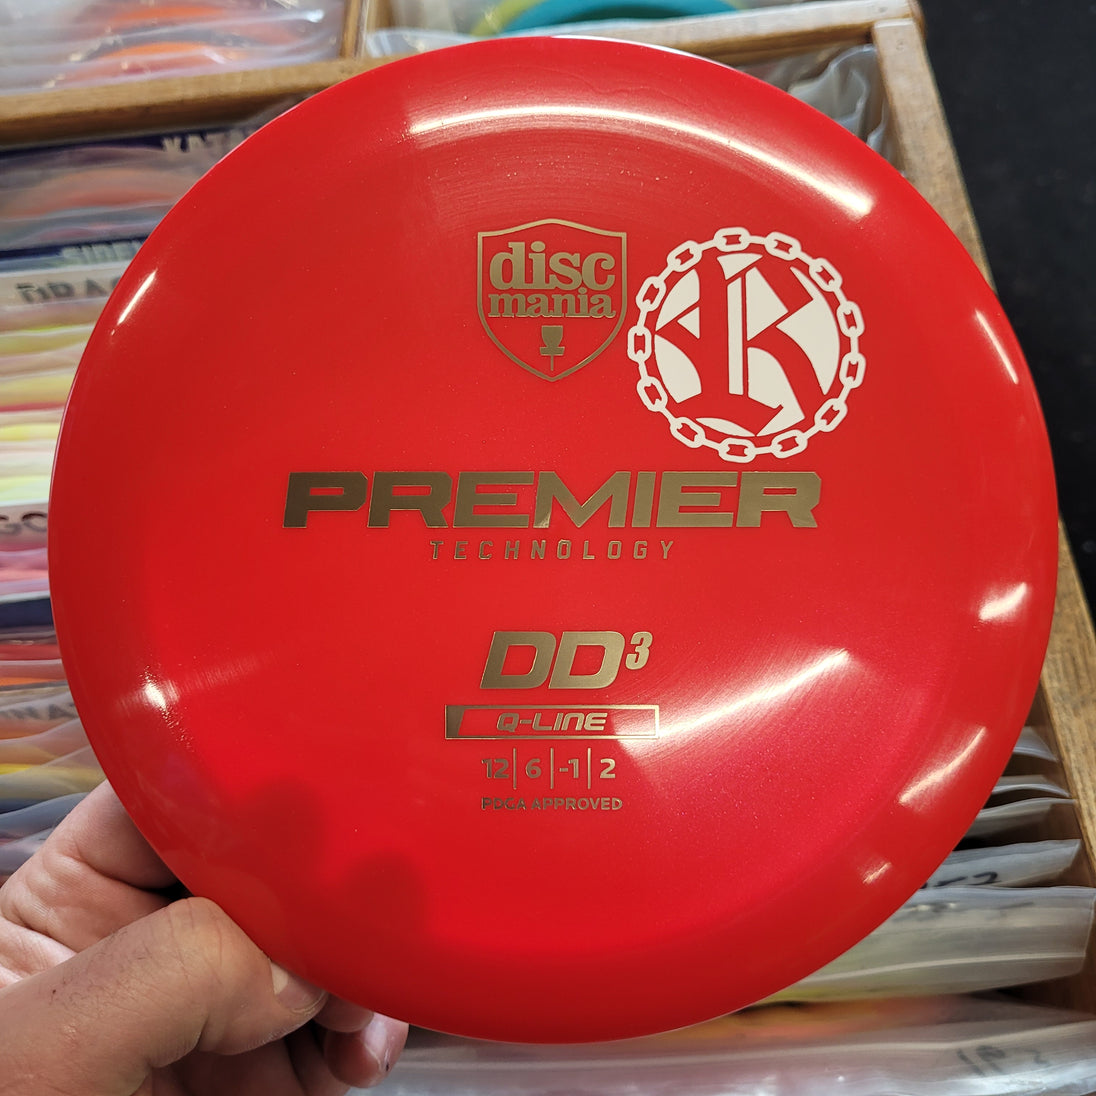 disc
mania
K
PREMIER
TECHNOLOGY
DD³
Q-LINE
12|6|-1|2
PDGA APPROVED